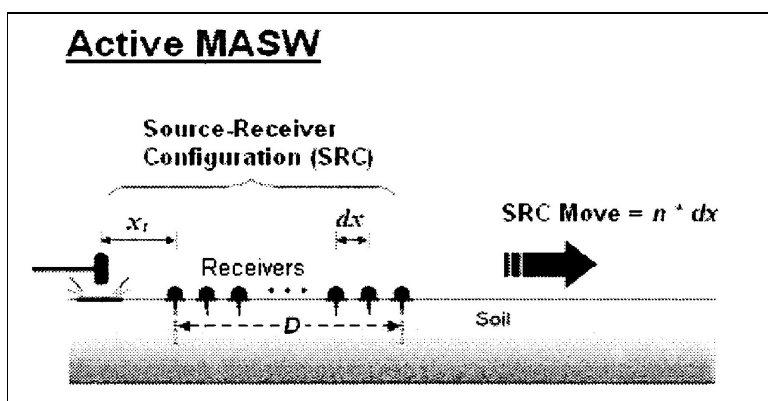 Active MASW
Source-Receiver
Configuration (SRC)
x₁
dx
SRC Move = n * dx
Receivers
D
Soil